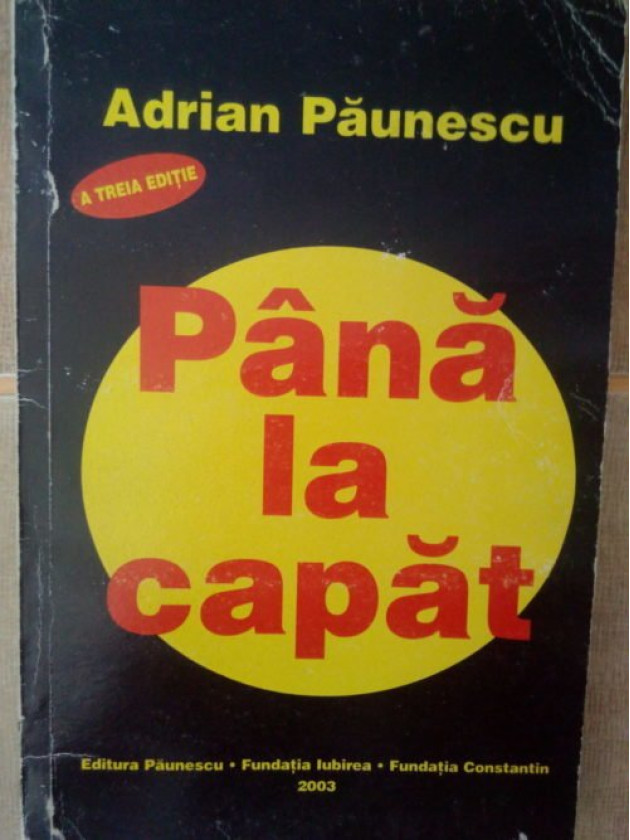 Adrian Păunescu
A TREIA EDIȚIE
Până
la
capăt
Editura Păunescu • Fundația Iubirea • Fundația Constantin
2003